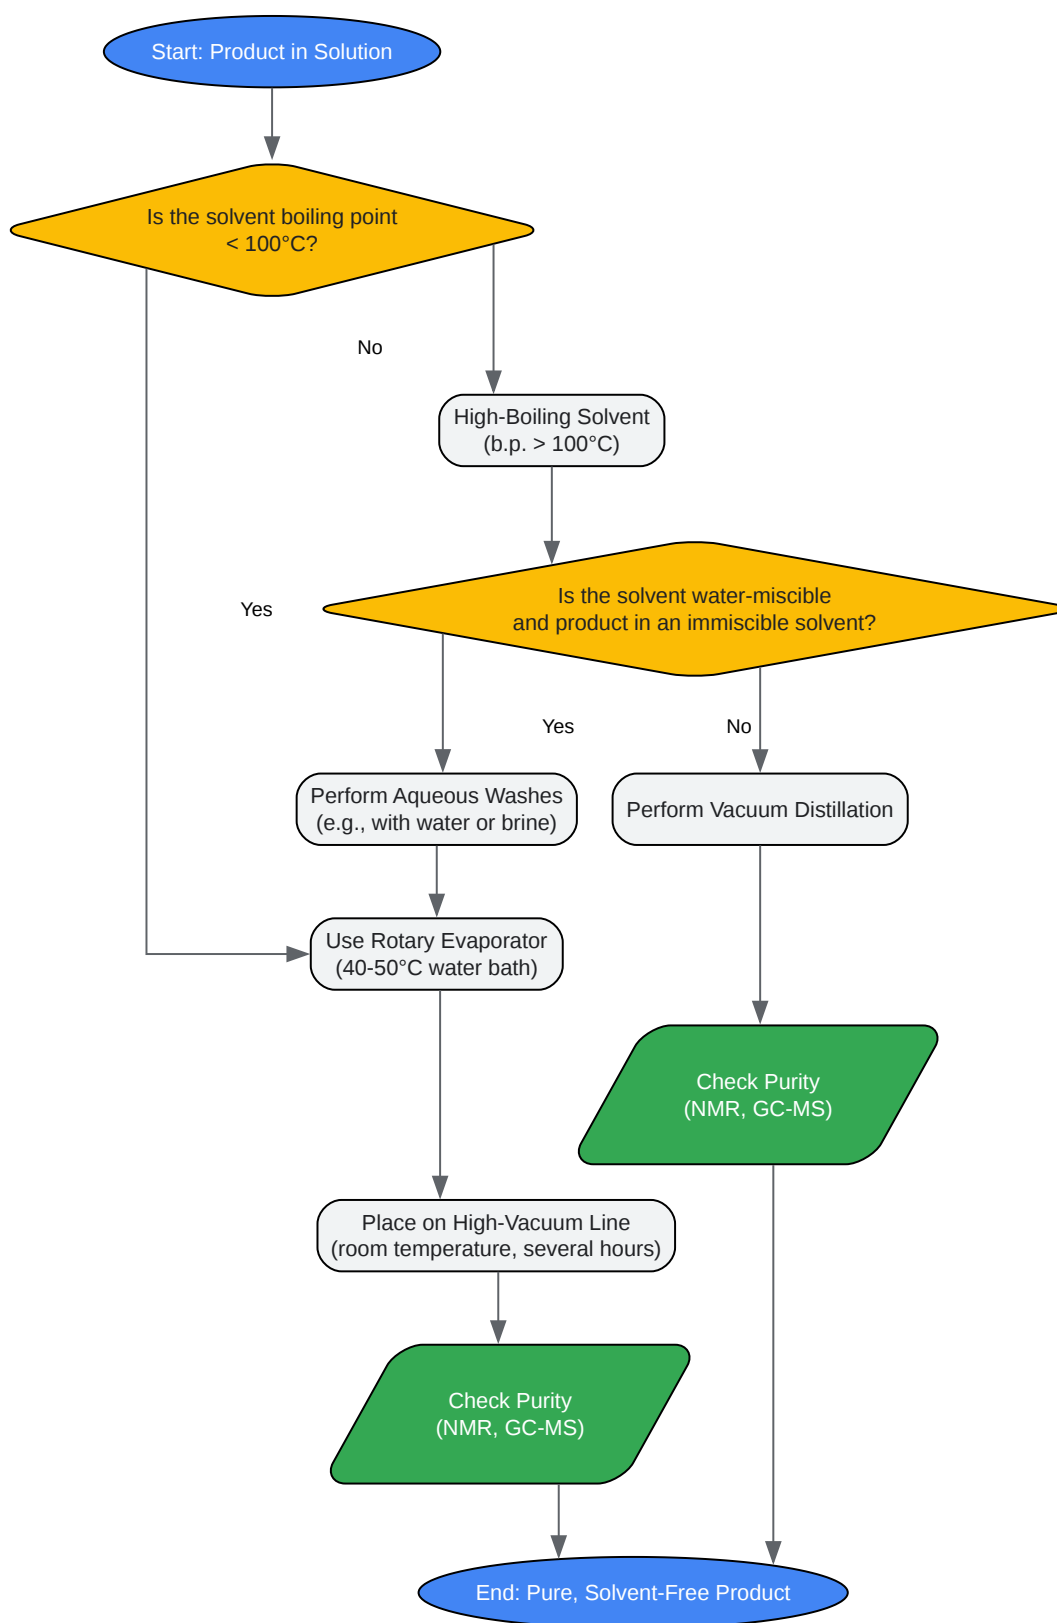 Start: Product in Solution
Is the solvent boiling point
< 100°C?
No
High-Boiling Solvent
(b.p. > 100°C)
Yes
Is the solvent water-miscible
and product in an immiscible solvent?
Yes
No
Perform Aqueous Washes
(e.g., with water or brine)
Perform Vacuum Distillation
Use Rotary Evaporator
(40-50°C water bath)
Check Purity
(NMR, GC-MS)
Place on High-Vacuum Line
(room temperature, several hours)
Check Purity
(NMR, GC-MS)
End: Pure, Solvent-Free Product